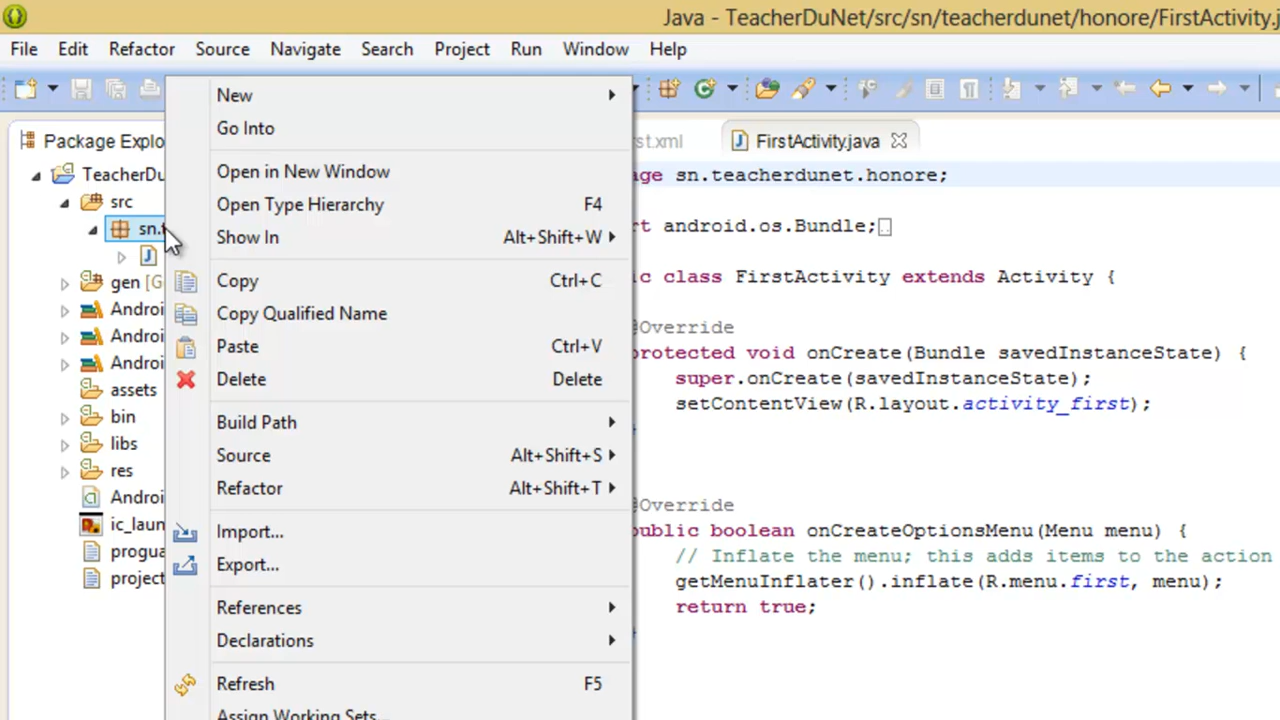 Java - TeacherDuNet/src/sn/teacherdunet/honore/FirstActivity.j
File Edit Refactor Source Navigate Search Project Run Window Help
Package Explo
TeacherDu
src
sn.t
gen [G
Androi
Androi
Androi
assets
bin
libs
res
Androi
ic_laun
progua
project
New
Go Into
Open in New Window
Open Type Hierarchy F4
Show In Alt+Shift+W
Copy Ctrl+C
Copy Qualified Name
Paste Ctrl+V
Delete Delete
Build Path
Source Alt+Shift+S
Refactor Alt+Shift+T
Import...
Export...
References
Declarations
Refresh F5
Assign Working Sets...
st.xml FirstActivity.java
age sn.teacherdunet.honore;
rt android.os.Bundle;
ic class FirstActivity extends Activity {
@Override
protected void onCreate(Bundle savedInstanceState) {
super.onCreate(savedInstanceState);
setContentView(R.layout.activity_first);
@Override
public boolean onCreateOptionsMenu(Menu menu) {
// Inflate the menu; this adds items to the action
getMenuInflater().inflate(R.menu.first, menu);
return true;